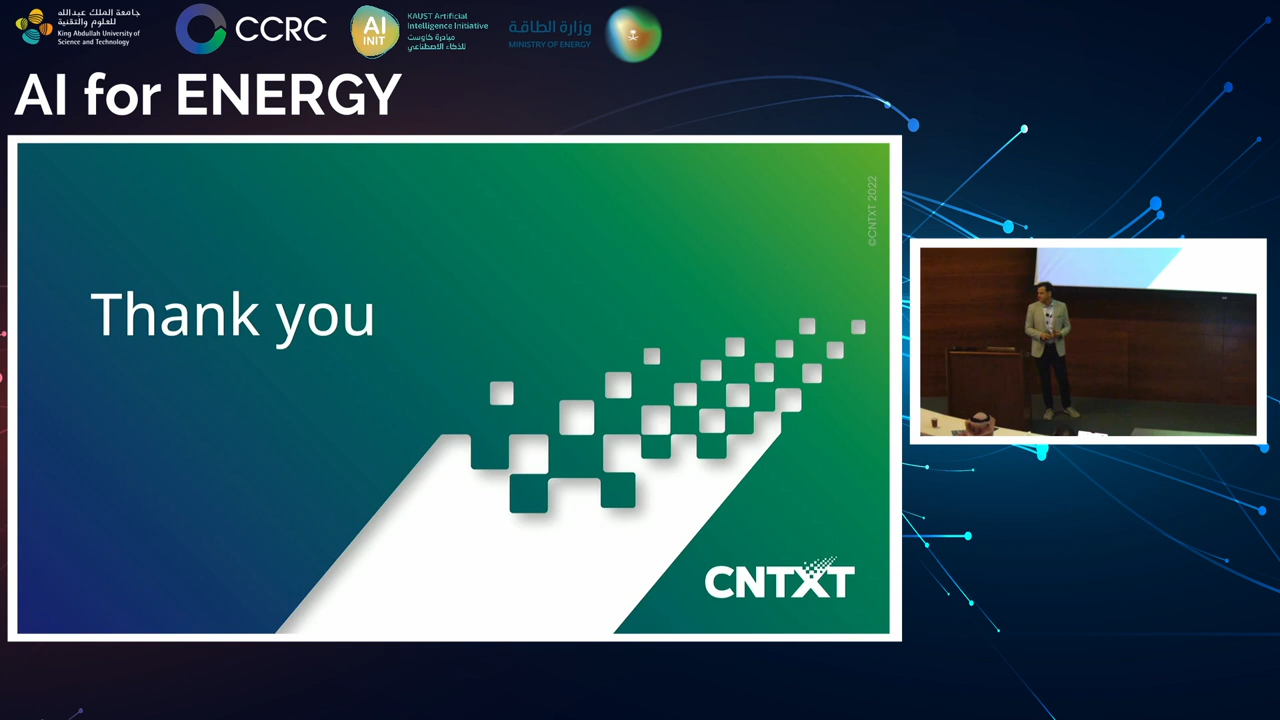 جامعة الملك عبدالله
للعلوم والتقنية
King Abdullah University of
Science and Technology
CCRC
AI
INIT
KAUST Artificial
Intelligence Initiative
مبادرة كاوست
للذكاء الاصطناعي
وزارة الطاقة
MINISTRY OF ENERGY
AI for ENERGY
©CNTXT 2022
Thank you
CNTXT